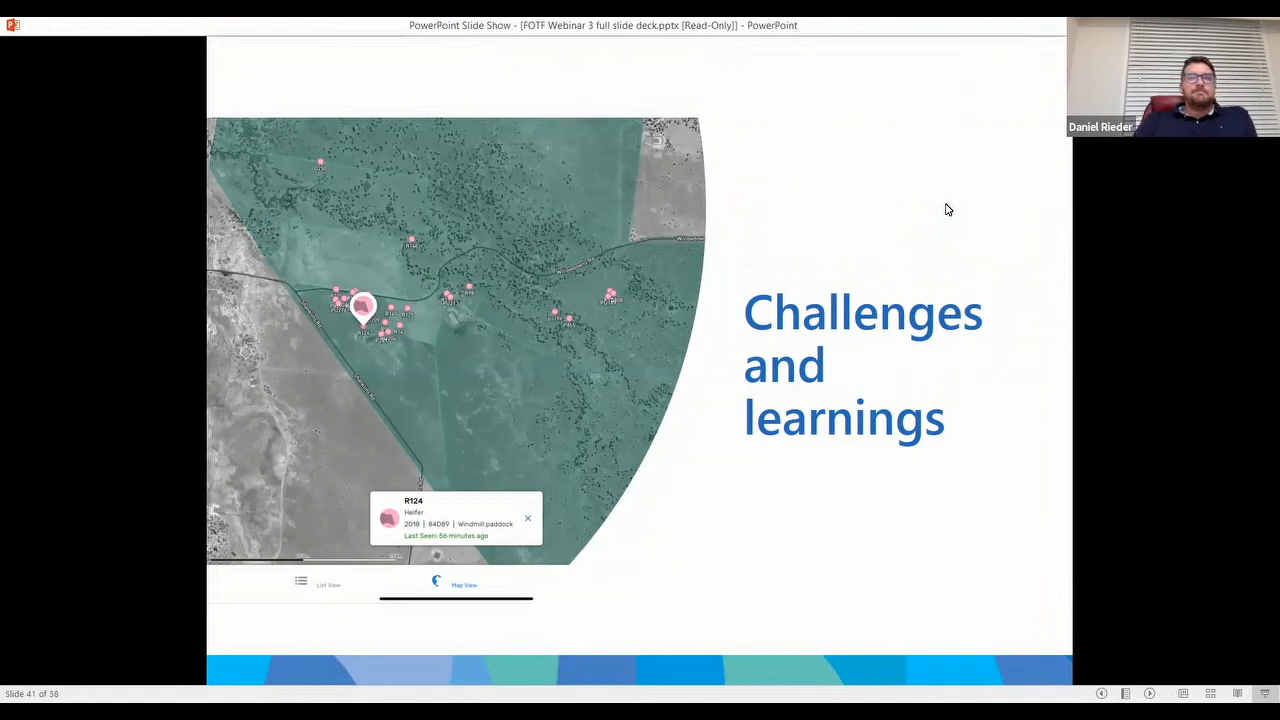 PowerPoint Slide Show - [FOTF Webinar 3 full slide deck.pptx [Read-Only]] - PowerPoint
Daniel Rieder
Challenges
and
learnings
R124
R124
Heifer
2018 | 84D89 | Windmill paddock
Last Seen: 56 minutes ago
List View
Map View
Slide 41 of 58